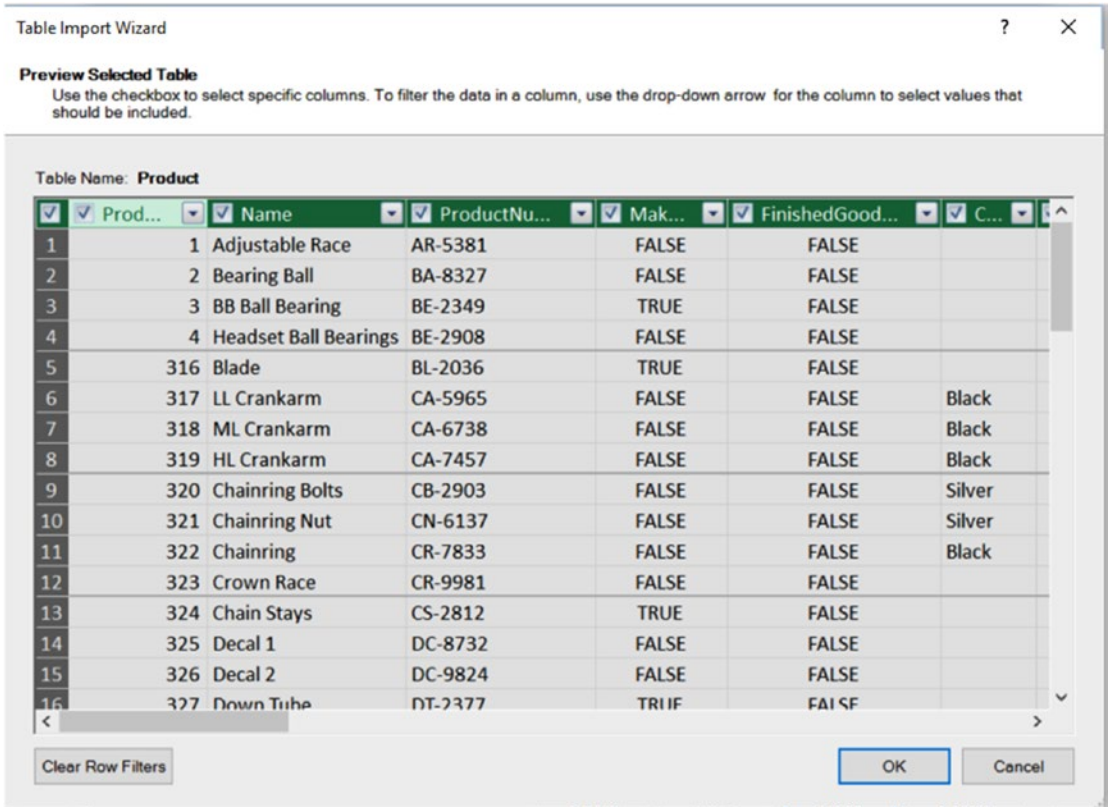 Table Import Wizard ? ×
Preview Selected Table
Use the checkbox to select specific columns. To filter the data in a column, use the drop-down arrow for the column to select values that
should be included.
Table Name: Product
Prod... Name ProductNu... Mak... FinishedGood... C...
1 1 Adjustable Race AR-5381 FALSE FALSE
2 2 Bearing Ball BA-8327 FALSE FALSE
3 3 BB Ball Bearing BE-2349 TRUE FALSE
4 4 Headset Ball Bearings BE-2908 FALSE FALSE
5 316 Blade BL-2036 TRUE FALSE
6 317 LL Crankarm CA-5965 FALSE FALSE Black
7 318 ML Crankarm CA-6738 FALSE FALSE Black
8 319 HL Crankarm CA-7457 FALSE FALSE Black
9 320 Chainring Bolts CB-2903 FALSE FALSE Silver
10 321 Chainring Nut CN-6137 FALSE FALSE Silver
11 322 Chainring CR-7833 FALSE FALSE Black
12 323 Crown Race CR-9981 FALSE FALSE
13 324 Chain Stays CS-2812 TRUE FALSE
14 325 Decal 1 DC-8732 FALSE FALSE
15 326 Decal 2 DC-9824 FALSE FALSE
16 327 Down Tube DT-2377 TRUE FALSE
Clear Row Filters OK Cancel